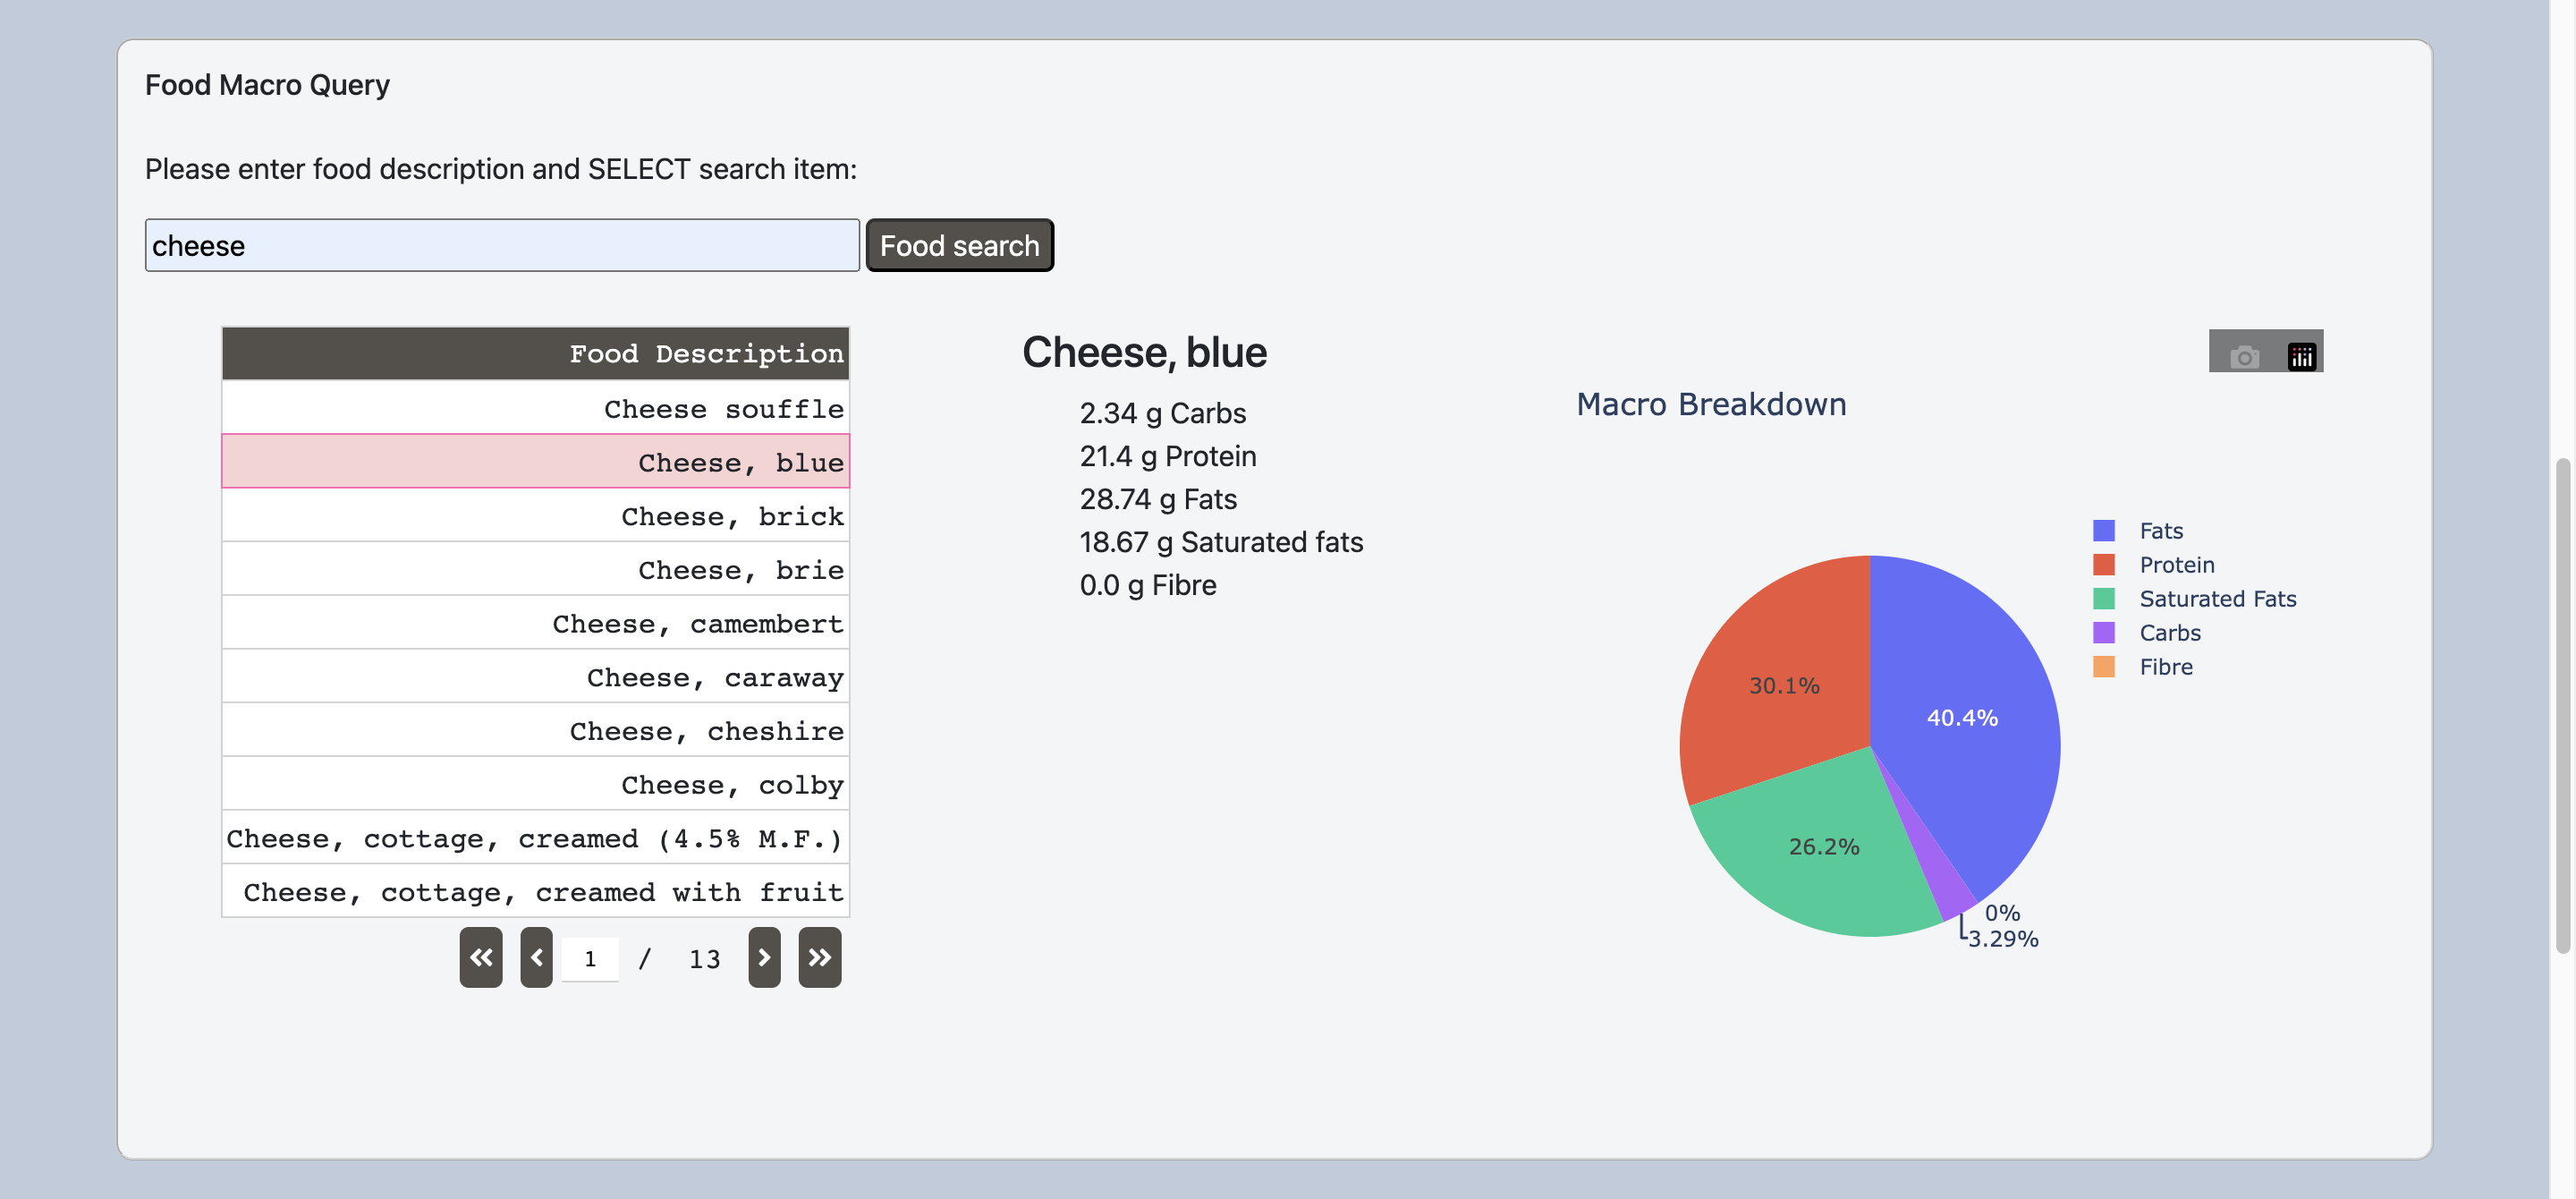 Food Macro Query
Please enter food description and SELECT search item:
cheese
Food search
Food Description
Cheese souffle
Cheese, blue
Cheese, brick
Cheese, brie
Cheese, camembert
Cheese, caraway
Cheese, cheshire
Cheese, colby
Cheese, cottage, creamed (4.5% M.F.)
Cheese, cottage, creamed with fruit
« ‹ 1 / 13 › »
Cheese, blue
2.34 g Carbs
21.4 g Protein
28.74 g Fats
18.67 g Saturated fats
0.0 g Fibre
Macro Breakdown
Fats
Protein
Saturated Fats
Carbs
Fibre
30.1%
40.4%
26.2%
0%
3.29%